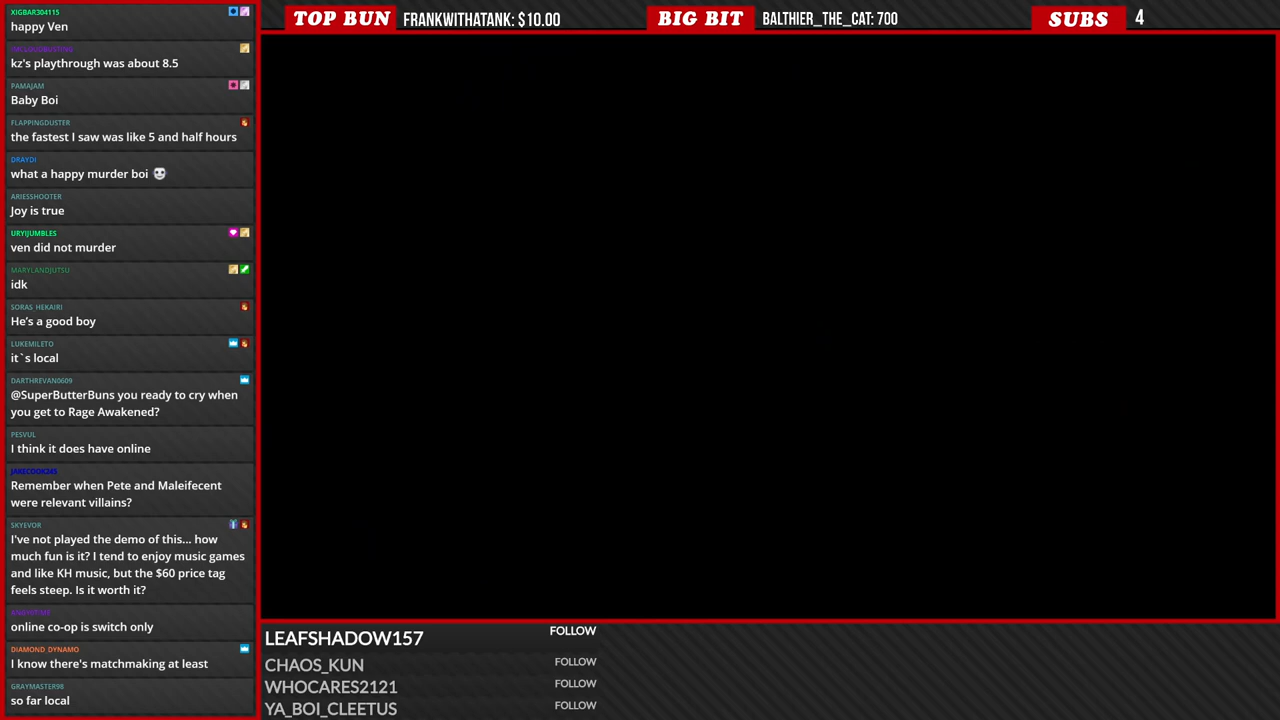 TOP BUN FRANKWITHATANK: $10.00 BIG BIT BALTHIER_THE_CAT: 700 SUBS 4
XIGBAR304115
happy Ven
kz's playthrough was about 8.5
PAMAJAM
Baby Boi
FLAPPINGDUSTER
the fastest I saw was like 5 and half hours
DRAYDI
what a happy murder boi
ARIESSHOOTER
Joy is true
URYIJUMBLES
ven did not murder
MARYLANDJUTSU
idk
SORAS_HEKAIRI
He's a good boy
LUKEMILETO
it`s local
DARTHREVAN0609
@SuperButterBuns you ready to cry when
you get to Rage Awakened?
PESVUL
I think it does have online
JAKECOOK245
Remember when Pete and Maleifecent
were relevant villains?
SKYEVOR
I've not played the demo of this... how
much fun is it? I tend to enjoy music games
and like KH music, but the $60 price tag
feels steep. Is it worth it?
online co-op is switch only
DIAMOND_DYNAMO
I know there's matchmaking at least
GRAYMASTER98
so far local
LEAFSHADOW157 FOLLOW
CHAOS_KUN FOLLOW
WHOCARES2121 FOLLOW
YA_BOI_CLEETUS FOLLOW